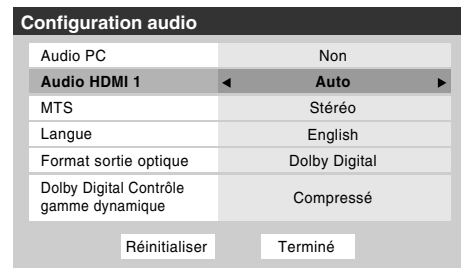 Configuration audio
Audio PC Non
Audio HDMI 1 ◄ Auto ►
MTS Stéréo
Langue English
Format sortie optique Dolby Digital
Dolby Digital Contrôle
gamme dynamique Compressé
Réinitialiser Terminé